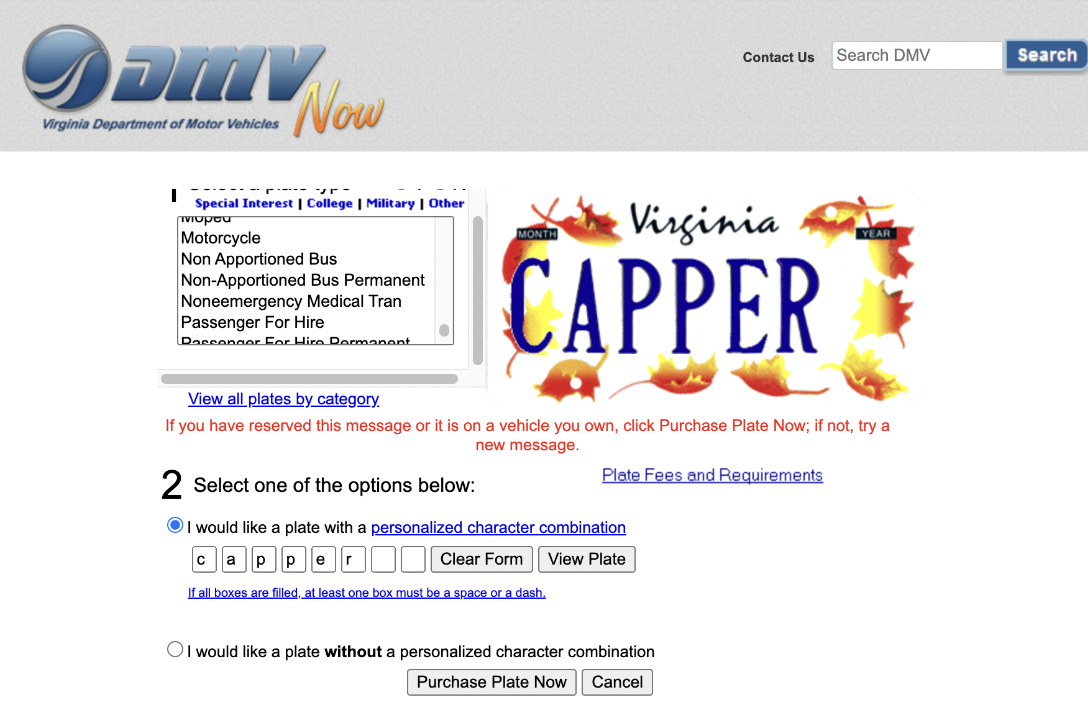 DMV Now
Virginia Department of Motor Vehicles
Contact Us
Search DMV
Search
1 Select a plate type
Special Interest | College | Military | Other
Moped
Motorcycle
Non Apportioned Bus
Non-Apportioned Bus Permanent
Noneemergency Medical Tran
Passenger For Hire
Passenger For Hire Permanent
View all plates by category
Virginia
MONTH
YEAR
CAPPER
If you have reserved this message or it is on a vehicle you own, click Purchase Plate Now; if not, try a
new message.
2 Select one of the options below:
Plate Fees and Requirements
I would like a plate with a personalized character combination
c a p p e r
Clear Form
View Plate
If all boxes are filled, at least one box must be a space or a dash.
I would like a plate without a personalized character combination
Purchase Plate Now
Cancel